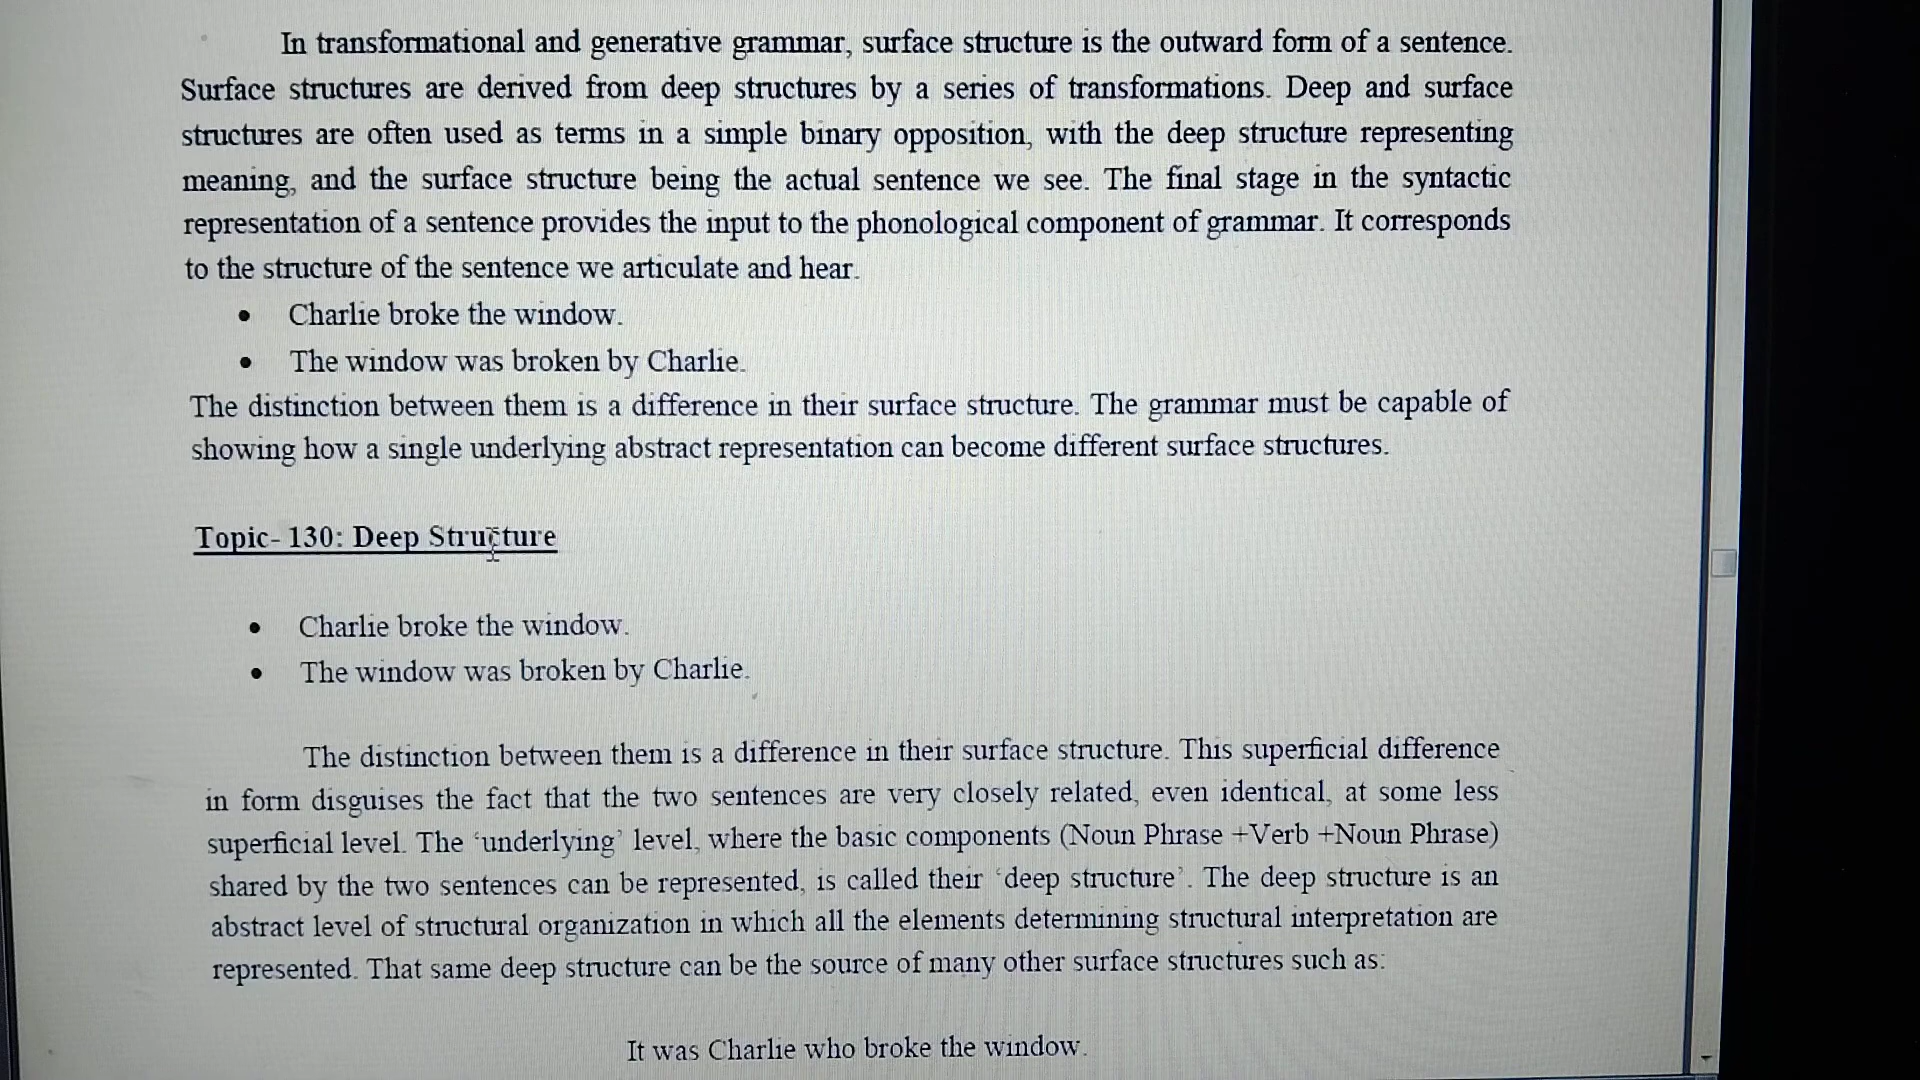 In transformational and generative grammar, surface structure is the outward form of a sentence.
Surface structures are derived from deep structures by a series of transformations. Deep and surface
structures are often used as terms in a simple binary opposition, with the deep structure representing
meaning, and the surface structure being the actual sentence we see. The final stage in the syntactic
representation of a sentence provides the input to the phonological component of grammar. It corresponds
to the structure of the sentence we articulate and hear.
• Charlie broke the window.
• The window was broken by Charlie.
The distinction between them is a difference in their surface structure. The grammar must be capable of
showing how a single underlying abstract representation can become different surface structures.
Topic- 130: Deep Structure
• Charlie broke the window.
• The window was broken by Charlie.
The distinction between them is a difference in their surface structure. This superficial difference
in form disguises the fact that the two sentences are very closely related, even identical, at some less
superficial level. The ‘underlying’ level, where the basic components (Noun Phrase +Verb +Noun Phrase)
shared by the two sentences can be represented, is called their ‘deep structure’. The deep structure is an
abstract level of structural organization in which all the elements determining structural interpretation are
represented. That same deep structure can be the source of many other surface structures such as:
It was Charlie who broke the window.